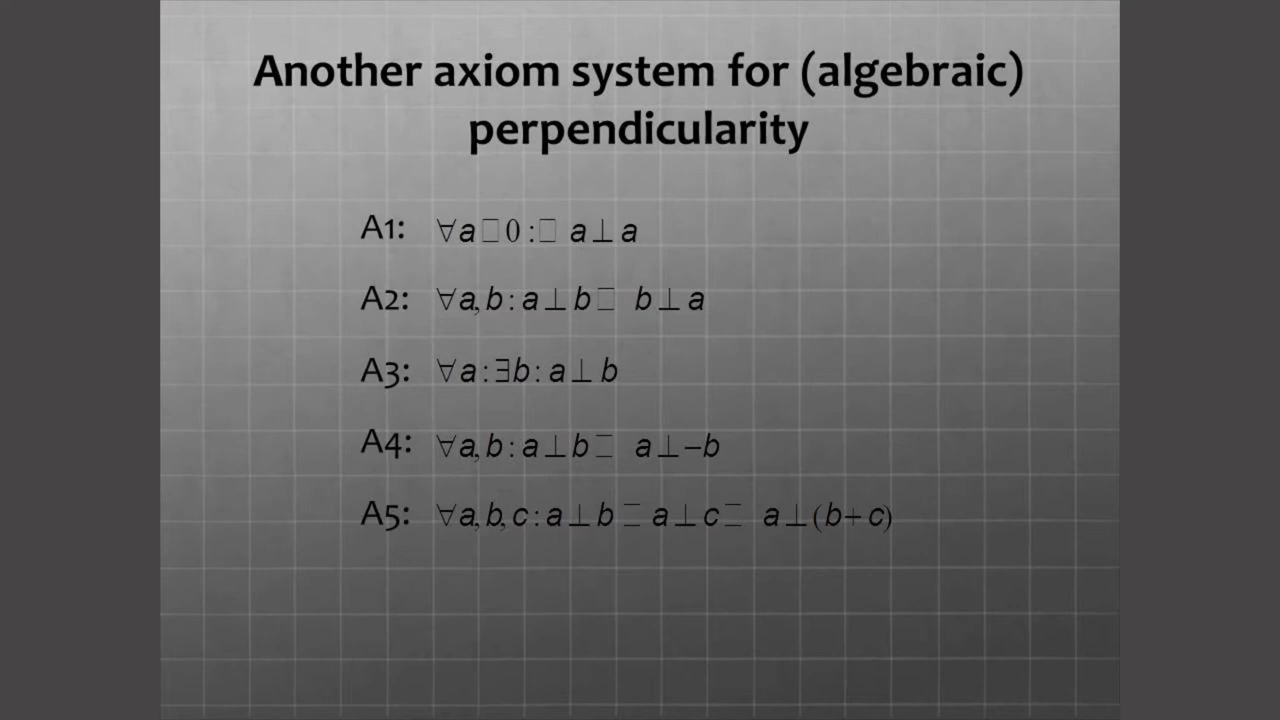 Another axiom system for (algebraic)
perpendicularity
A1: ∀a□0:□ a⊥a
A2: ∀a,b:a⊥b□ b⊥a
A3: ∀a:∃b:a⊥b
A4: ∀a,b:a⊥b□ a⊥−b
A5: ∀a,b,c:a⊥b□a⊥c□ a⊥(b+c)